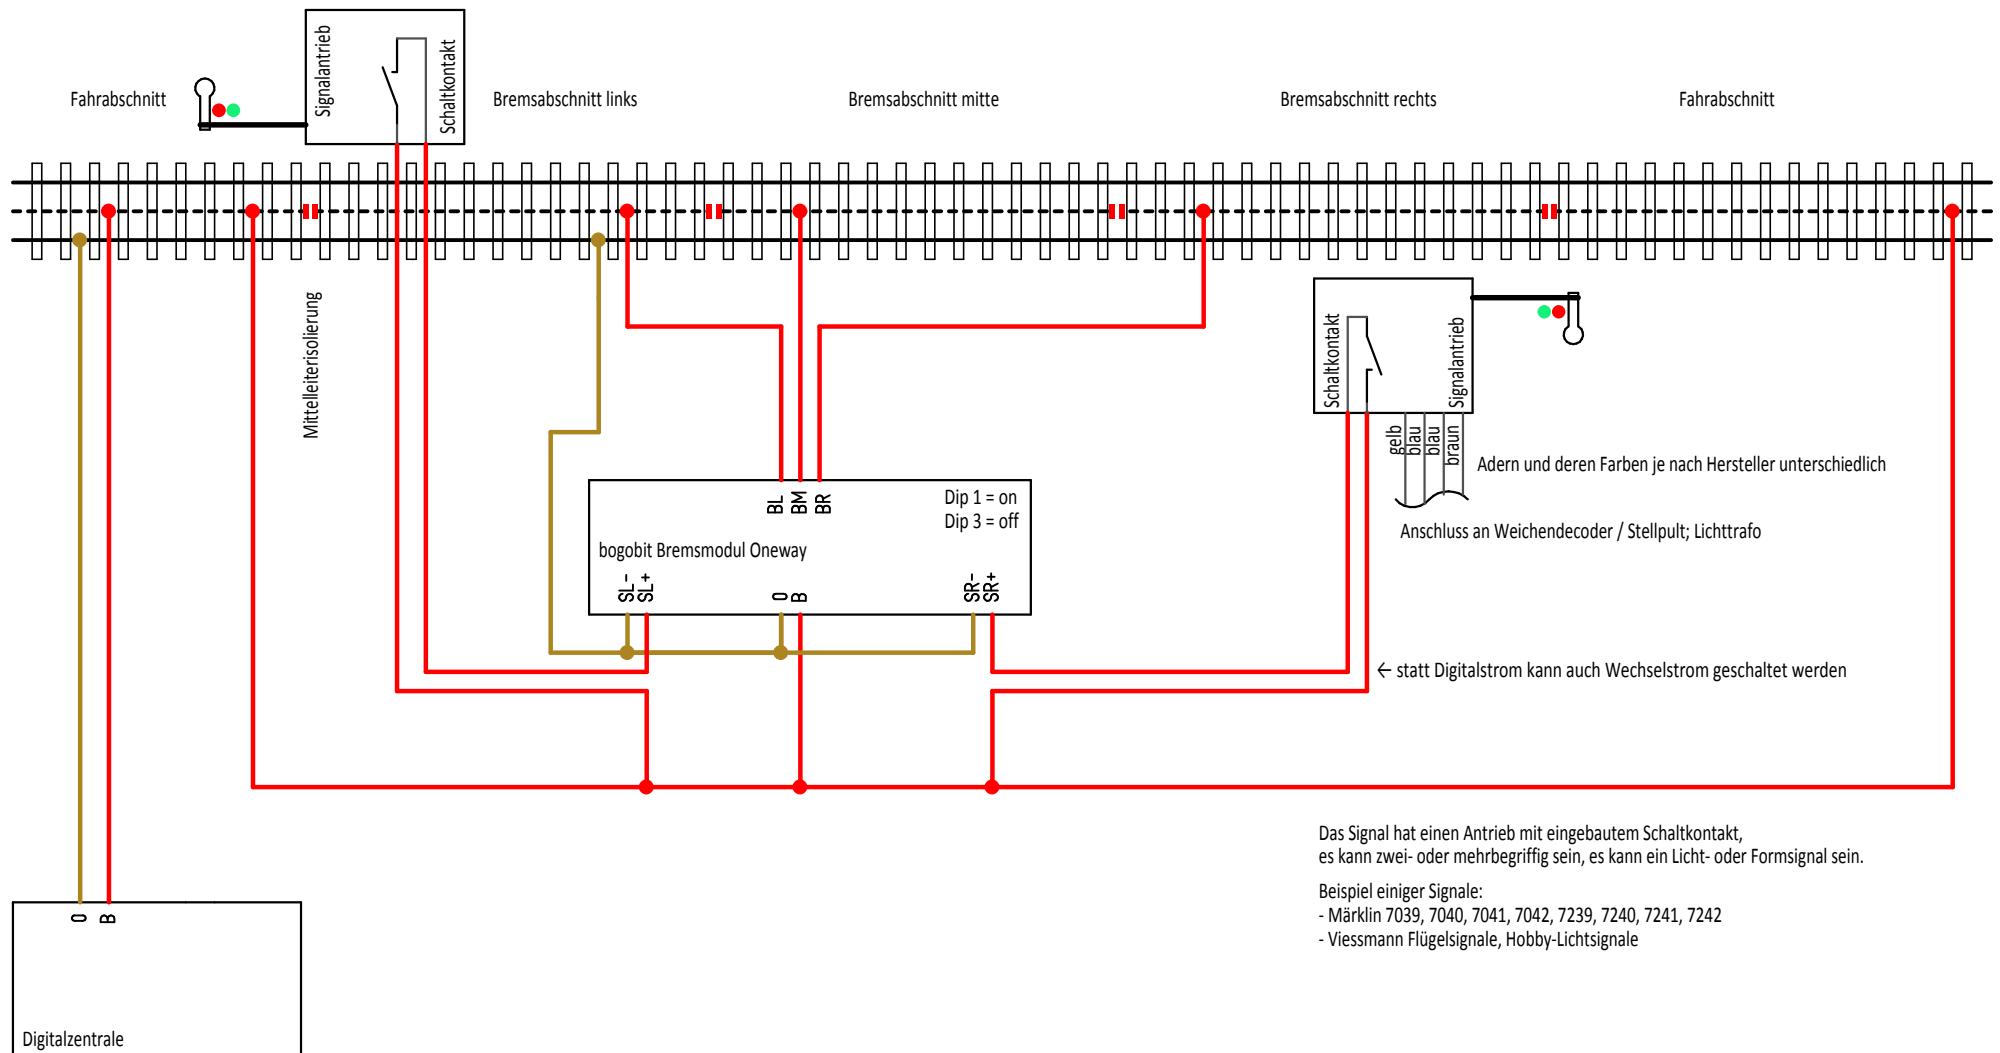 Signalantrieb
Schaltkontakt
Fahrabschnitt
Bremsabschnitt links
Bremsabschnitt mitte
Bremsabschnitt rechts
Fahrabschnitt
Mittelleiterisolierung
Schaltkontakt
Signalantrieb
gelb
blau
blau
braun
Adern und deren Farben je nach Hersteller unterschiedlich
Anschluss an Weichendecoder / Stellpult; Lichttrafo
BL
BM
BR
Dip 1 = on
Dip 3 = off
bogobit Bremsmodul Oneway
SL-
SL+
0
B
SR-
SR+
← statt Digitalstrom kann auch Wechselstrom geschaltet werden
Das Signal hat einen Antrieb mit eingebautem Schaltkontakt,
es kann zwei- oder mehrbegriffig sein, es kann ein Licht- oder Formsignal sein.
Beispiel einiger Signale:
- Märklin 7039, 7040, 7041, 7042, 7239, 7240, 7241, 7242
- Viessmann Flügelsignale, Hobby-Lichtsignale
0
B
Digitalzentrale